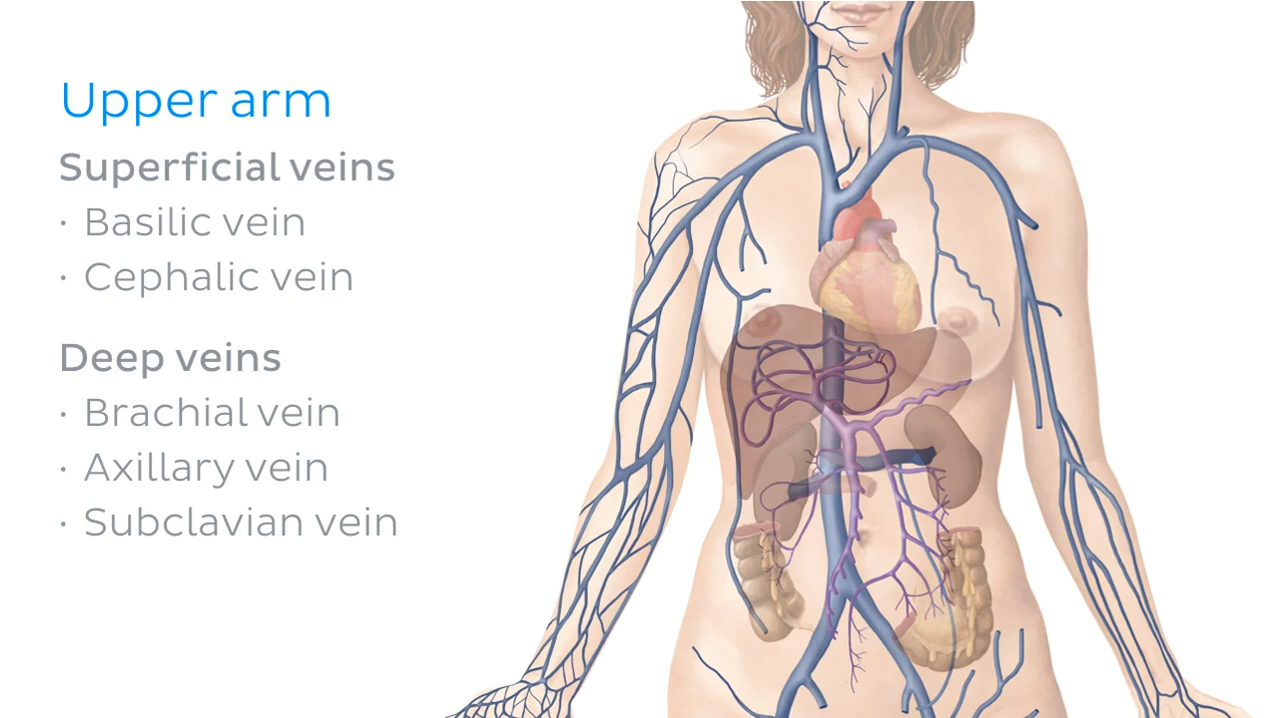 Upper arm
Superficial veins
· Basilic vein
· Cephalic vein
Deep veins
· Brachial vein
· Axillary vein
· Subclavian vein